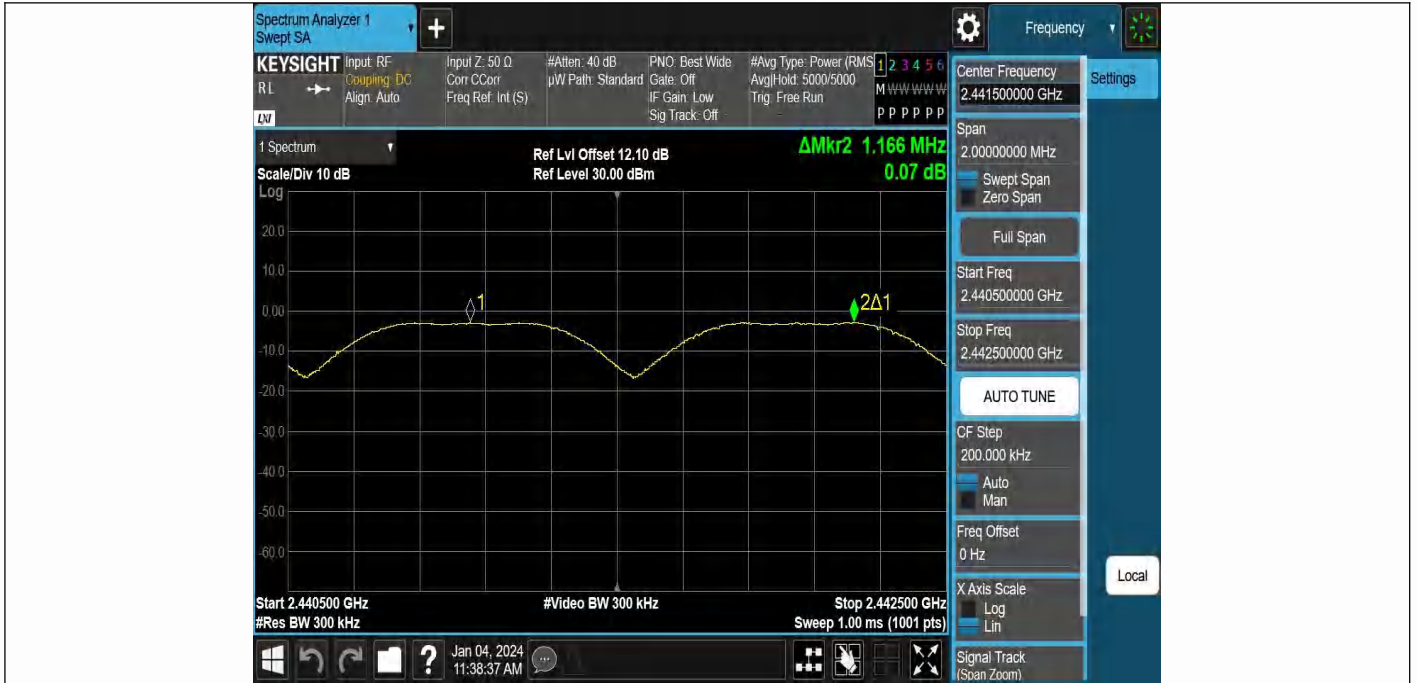 Spectrum Analyzer 1
Swept SA
+
Frequency
KEYSIGHT
R L
LXI
Input: RF
Coupling: DC
Align: Auto
Input Z: 50 Ω
Corr CCorr
Freq Ref: Int (S)
#Atten: 40 dB
µW Path: Standard
PNO: Best Wide
Gate: Off
IF Gain: Low
Sig Track: Off
#Avg Type: Power (RMS
Avg|Hold: 5000/5000
Trig: Free Run
1 2 3 4 5 6
M W W W W W
P P P P P P
Center Frequency
2.441500000 GHz
Settings
1 Spectrum
Scale/Div 10 dB
Ref Lvl Offset 12.10 dB
Ref Level 30.00 dBm
ΔMkr2 1.166 MHz
0.07 dB
Span
2.00000000 MHz
Swept Span
Zero Span
Full Span
Start Freq
2.440500000 GHz
Stop Freq
2.442500000 GHz
AUTO TUNE
CF Step
200.000 kHz
Auto
Man
Freq Offset
0 Hz
X Axis Scale
Log
Lin
Signal Track
(Span Zoom)
Local
Log
20.0
10.0
0.00
-10.0
-20.0
-30.0
-40.0
-50.0
-60.0
1
2Δ1
Start 2.440500 GHz
#Res BW 300 kHz
#Video BW 300 kHz
Stop 2.442500 GHz
Sweep 1.00 ms (1001 pts)
?
Jan 04, 2024
11:38:37 AM